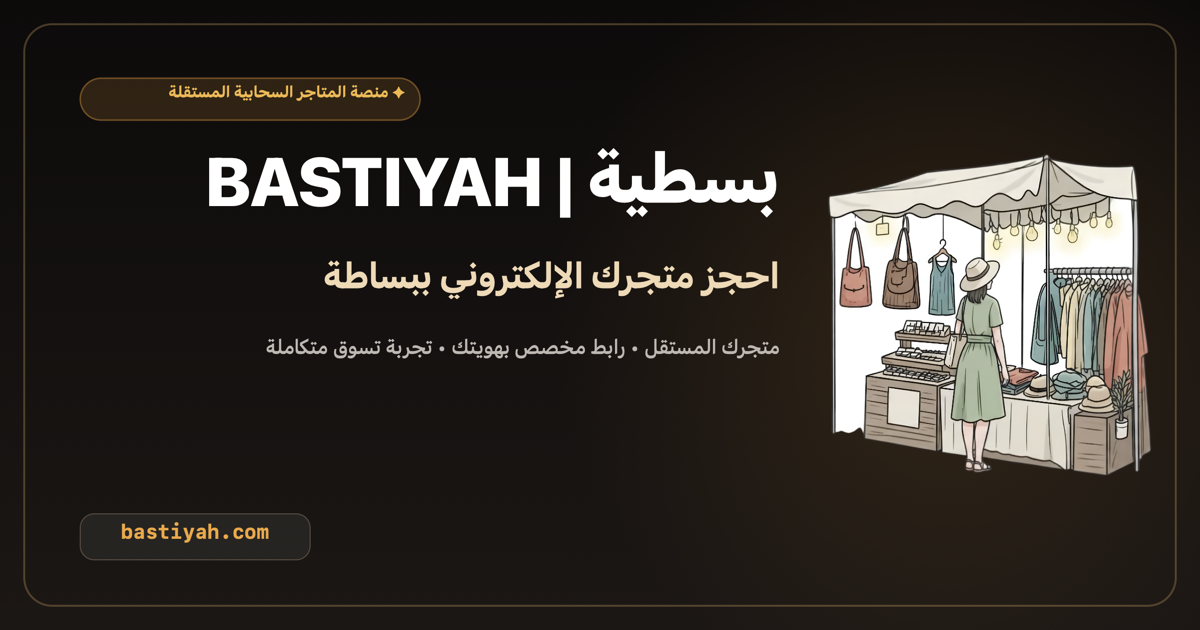 ✦ منصة المتاجر السحابية المستقلة
بسطية | BASTIYAH
احجز متجرك الإلكتروني ببساطة
متجرك المستقل • رابط مخصص بهويتك • تجربة تسوق متكاملة
bastiyah.com